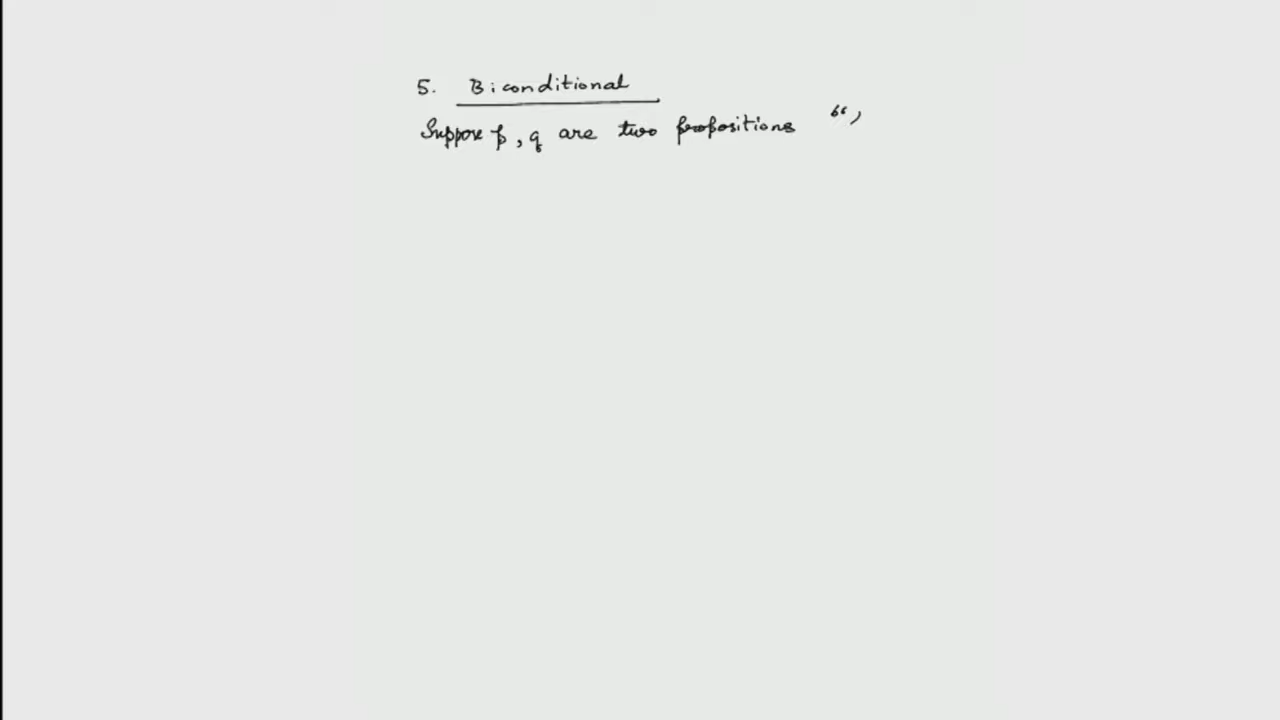 5. Biconditional
Suppose p, q are two propositions “,